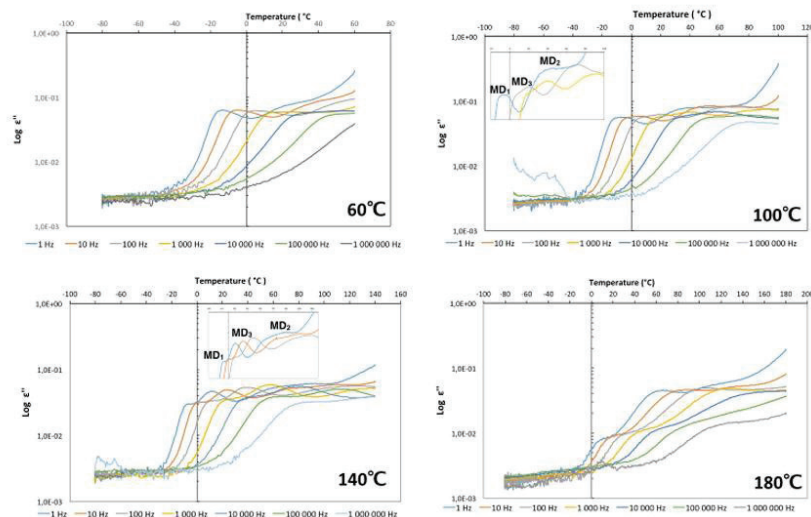 Temperature ( °C)
-100 -80 -60 -40 -20 0 20 40 60 80
1,0E+00
1,0E-01
1,0E-02
1,0E-03
Log ε''
60℃
1 Hz 10 Hz 100 Hz 1 000 Hz 10 000 Hz 100 000 Hz 1 000 000 Hz
Temperature ( °C)
-100 -80 -60 -40 -20 0 20 40 60 80 100 120
1,0E+00
1,0E-01
1,0E-02
1,0E-03
Log ε''
MD1
MD3
MD2
100℃
1 Hz 10 Hz 100 Hz 1 000 Hz 10 000 Hz 100 000 Hz 1 000 000 Hz
Temperature ( °C)
-100 -80 -60 -40 -20 0 20 40 60 80 100 120 140 160
1,0E+00
1,0E-01
1,0E-02
1,0E-03
Log ε''
MD1
MD3
MD2
140℃
1 Hz 10 Hz 100 Hz 1 000 Hz 10 000 Hz 100 000 Hz 1 000 000 Hz
Temperature (°C)
-100 -80 -60 -40 -20 0 20 40 60 80 100 120 140 160 180 200
1,0E+00
1,0E-01
1,0E-02
1,0E-03
Log ε''
180℃
1 Hz 10 Hz 100 Hz 1 000 Hz 10 000 Hz 100 000 Hz 1 000 000 Hz